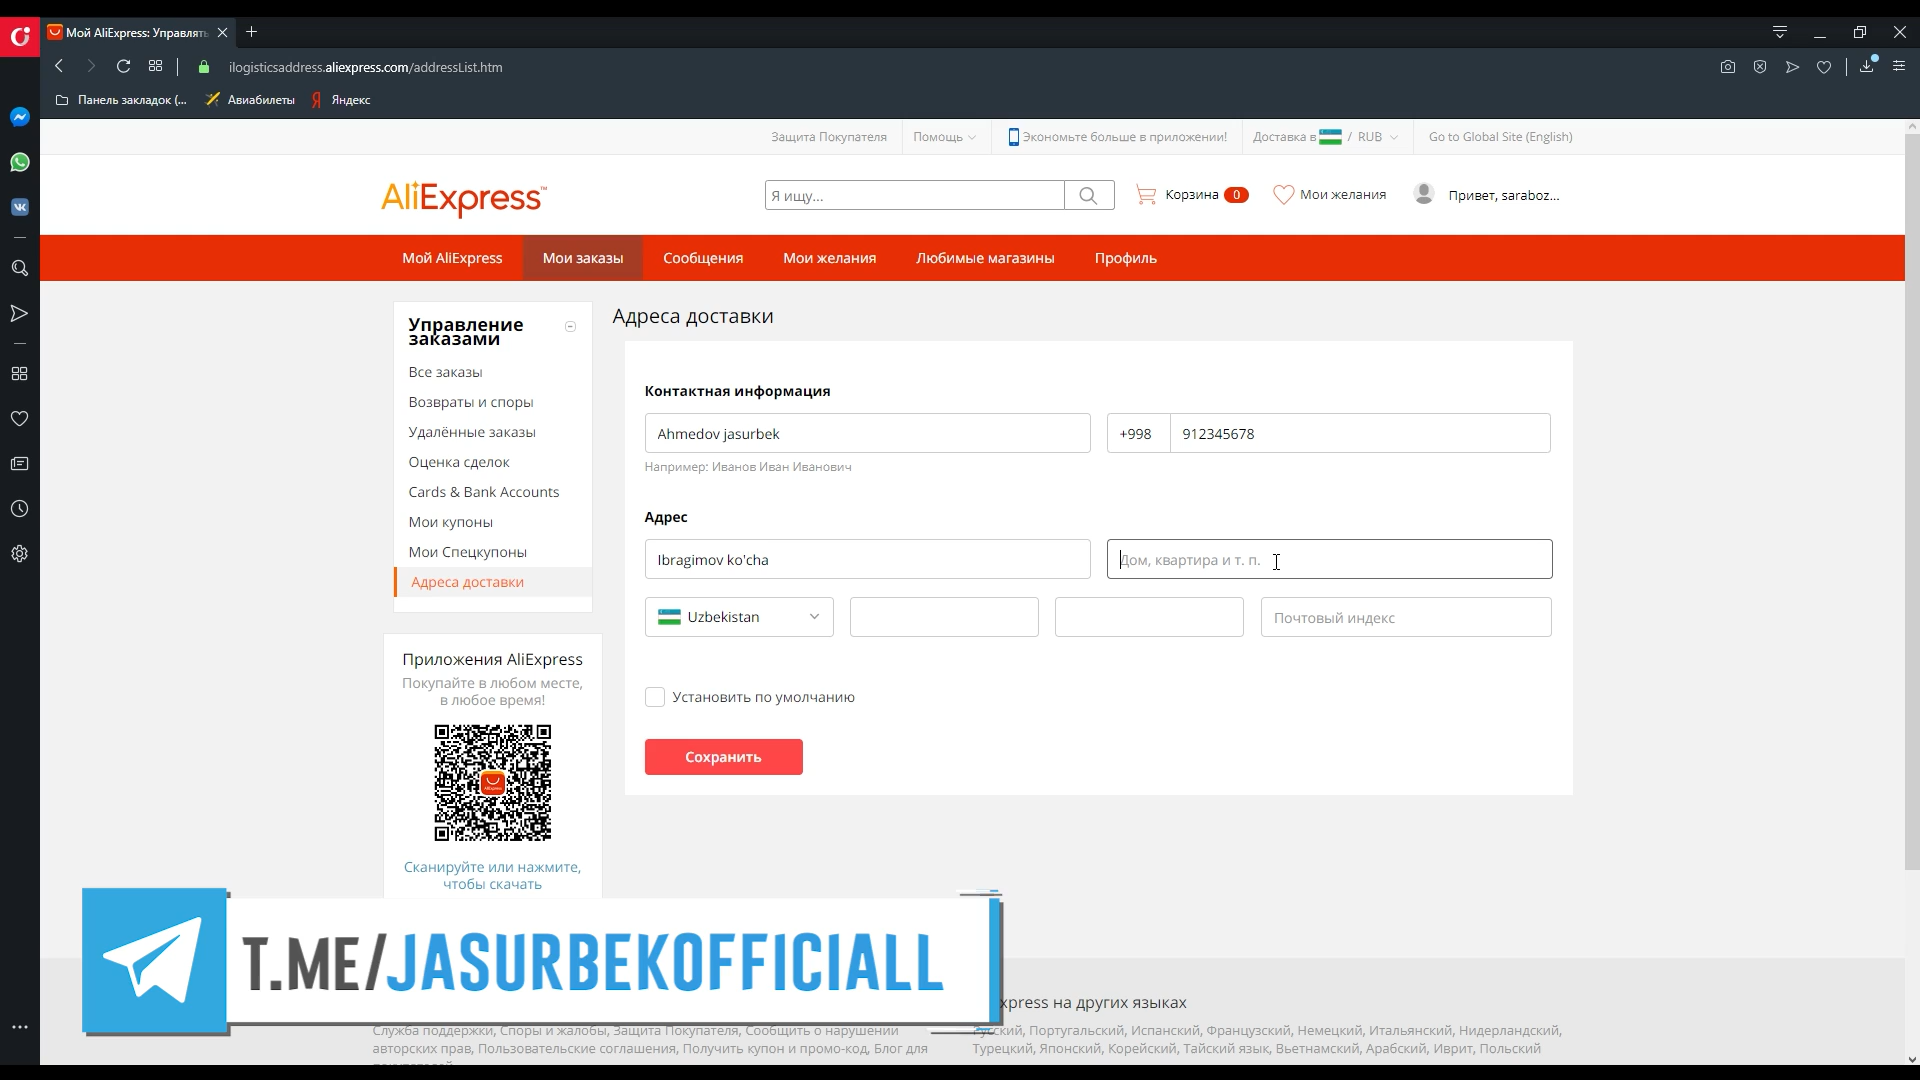 Мой AliExpress: Управлять
ilogisticsaddress.aliexpress.com/addressList.htm
Панель закладок (...
Авиабилеты
Яндекс
Защита Покупателя
Помощь
Экономьте больше в приложении!
Доставка в / RUB
Go to Global Site (English)
AliExpress™
Я ищу...
Корзина 0
Мои желания
Привет, saraboz...
Мой AliExpress
Мои заказы
Сообщения
Мои желания
Любимые магазины
Профиль
Управление
заказами
Все заказы
Возвраты и споры
Удалённые заказы
Оценка сделок
Cards & Bank Accounts
Мои купоны
Мои Спецкупоны
Адреса доставки
Приложения AliExpress
Покупайте в любом месте,
в любое время!
AliExpress
Сканируйте или нажмите,
чтобы скачать
Адреса доставки
Контактная информация
Ahmedov jasurbek
+998
912345678
Например: Иванов Иван Иванович
Адрес
Ibragimov ko'cha
Дом, квартира и т. п.
Uzbekistan
Почтовый индекс
Установить по умолчанию
Сохранить
T.ME/JASURBEKOFFICIALL
Служба поддержки, Споры и жалобы, Защита Покупателя, Сообщить о нарушении
авторских прав, Пользовательские соглашения, Получить купон и промо-код, Блог для
xpress на других языках
Русский, Португальский, Испанский, Французский, Немецкий, Итальянский, Нидерландский,
Турецкий, Японский, Корейский, Тайский язык, Вьетнамский, Арабский, Иврит, Польский